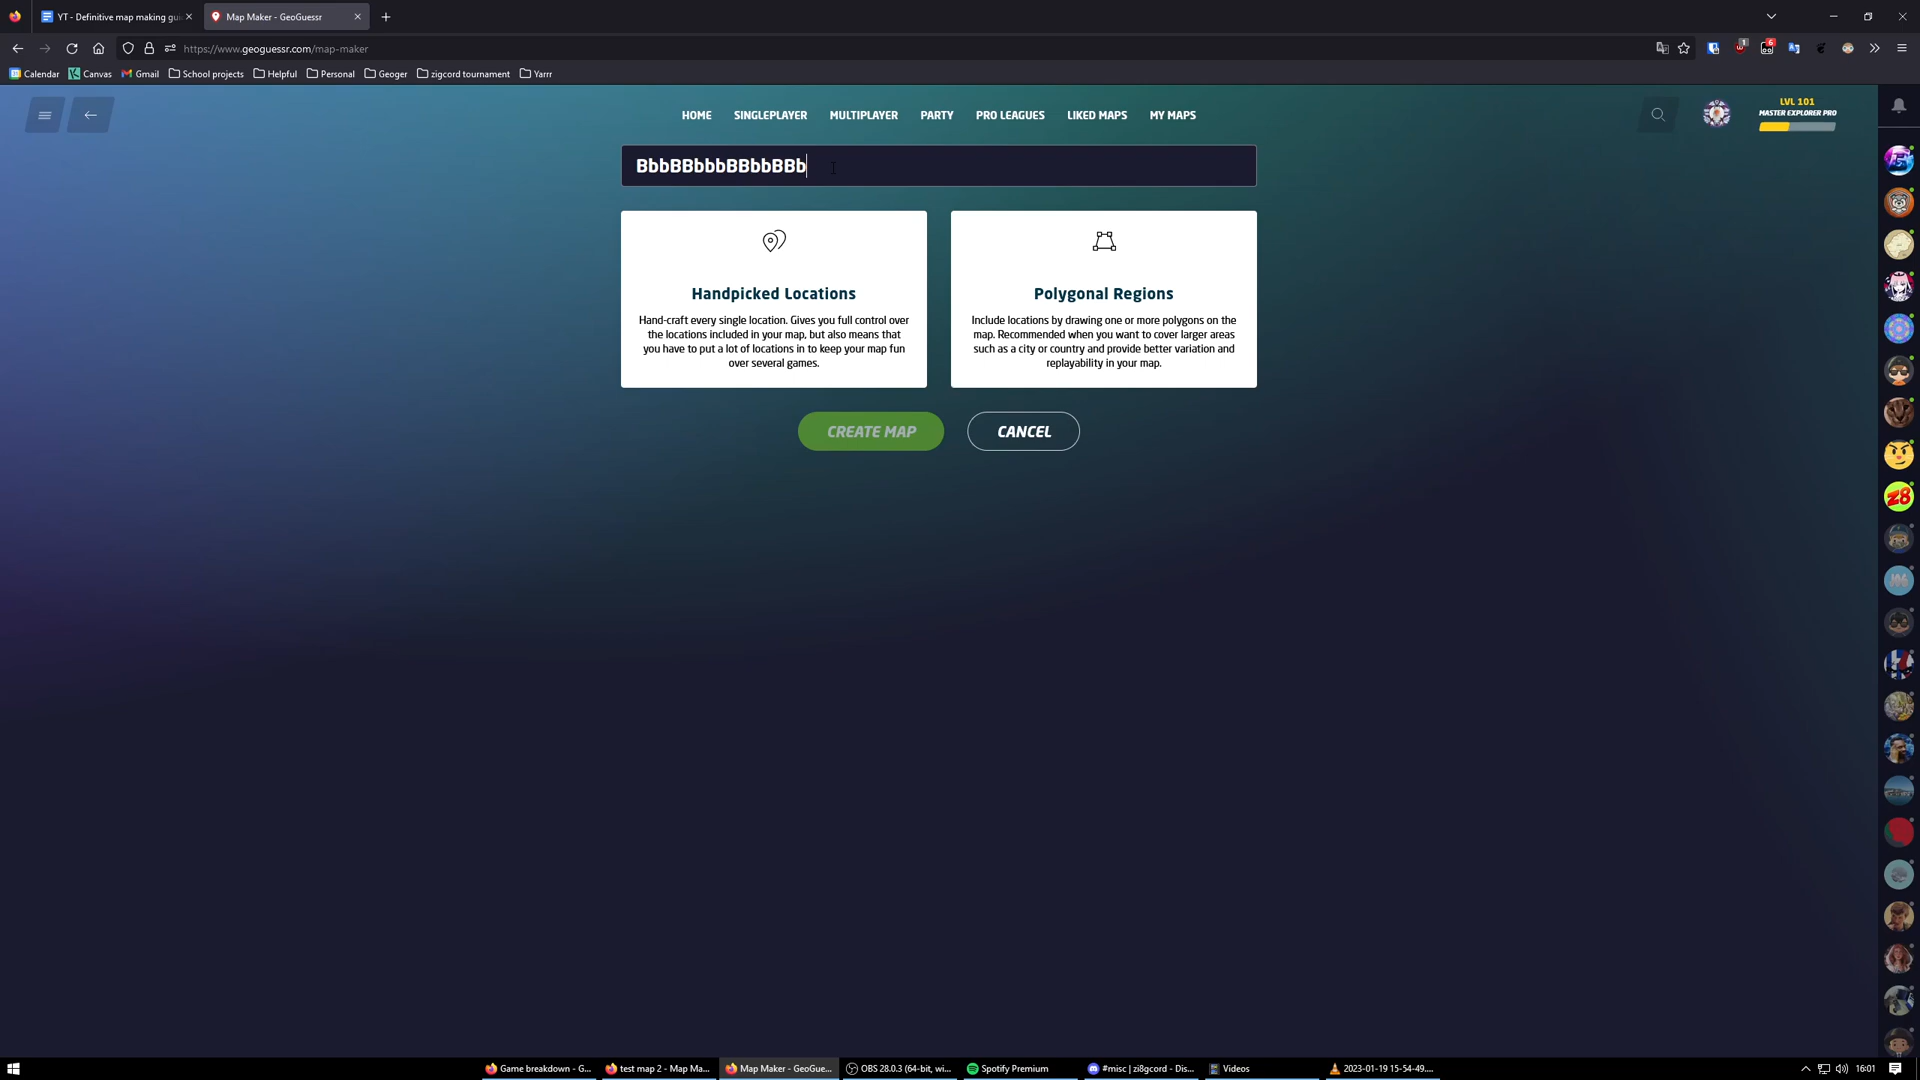 YT - Definitive map making gui
Map Maker - GeoGuessr
https://www.geoguessr.com/map-maker
1
6
Calendar
Canvas
Gmail
School projects
Helpful
Personal
Geoger
zigcord tournament
Yarrr
HOME
SINGLEPLAYER
MULTIPLAYER
PARTY
PRO LEAGUES
LIKED MAPS
MY MAPS
LVL 101
MASTER EXPLORER PRO
BbbBBbbbBBbbBBb
Handpicked Locations
Hand-craft every single location. Gives you full control over
the locations included in your map, but also means that
you have to put a lot of locations in to keep your map fun
over several games.
Polygonal Regions
Include locations by drawing one or more polygons on the
map. Recommended when you want to cover larger areas
such as a city or country and provide better variation and
replayability in your map.
CREATE MAP
CANCEL
z8
Game breakdown - G...
test map 2 - Map Ma...
Map Maker - GeoGue...
OBS 28.0.3 (64-bit, wi...
Spotify Premium
#misc | zi8gcord - Dis...
Videos
2023-01-19 15-54-49....
16:01